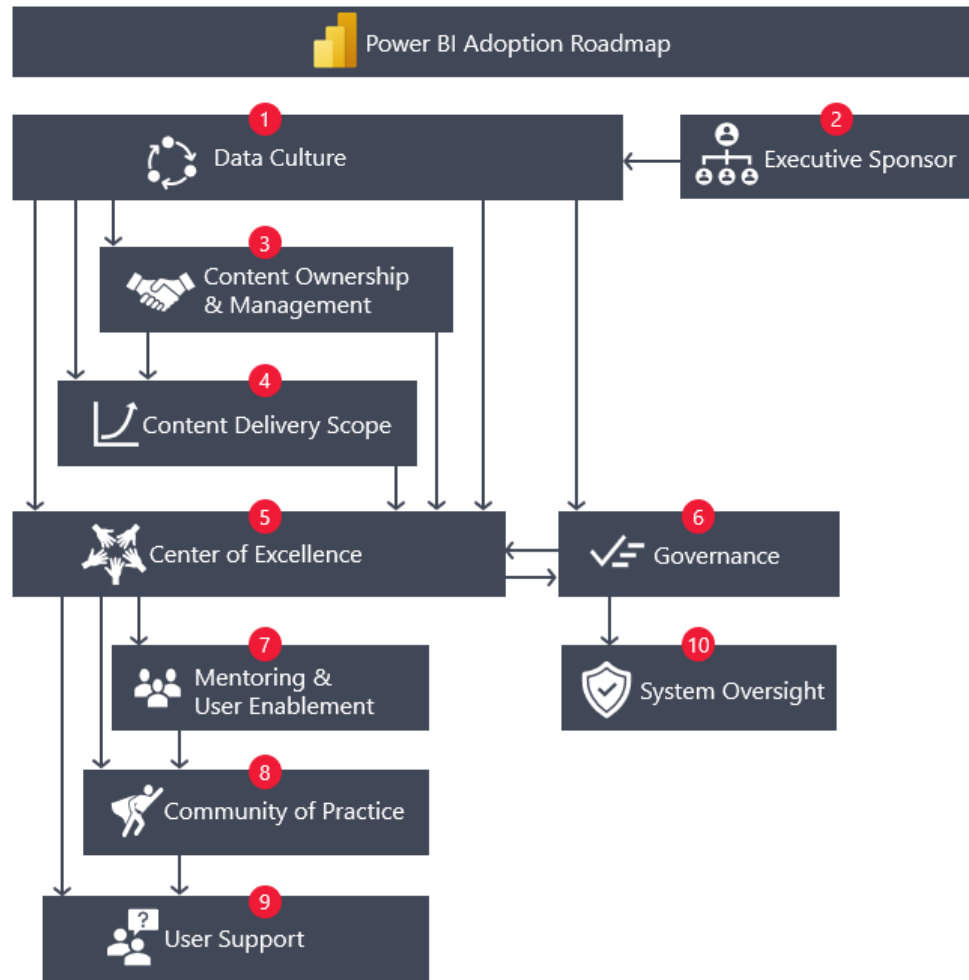 Power BI Adoption Roadmap
1
Data Culture
2
Executive Sponsor
3
Content Ownership
& Management
4
Content Delivery Scope
5
Center of Excellence
6
Governance
7
Mentoring &
User Enablement
10
System Oversight
8
Community of Practice
9
?
User Support